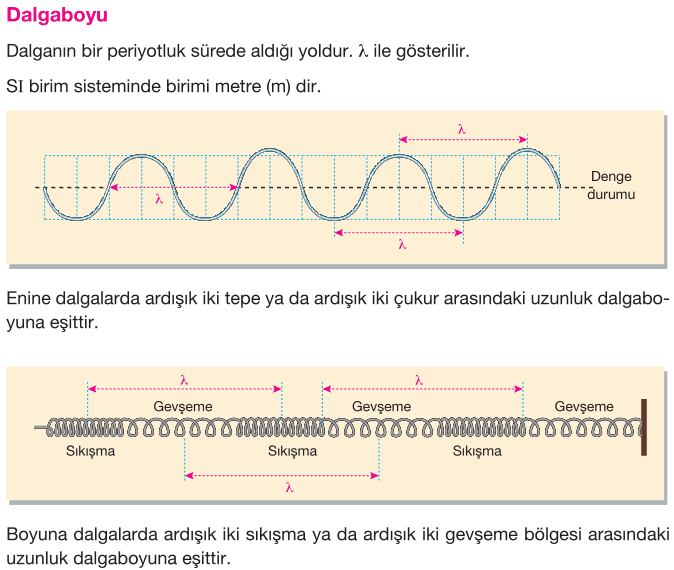 Dalgaboyu
Dalganın bir periyotluk sürede aldığı yoldur. λ ile gösterilir.
SI birim sisteminde birimi metre (m) dir.
λ
Denge
durumu
λ
λ
Enine dalgalarda ardışık iki tepe ya da ardışık iki çukur arasındaki uzunluk dalgabo-
yuna eşittir.
λ λ
Gevşeme Gevşeme Gevşeme
Sıkışma Sıkışma Sıkışma
λ
Boyuna dalgalarda ardışık iki sıkışma ya da ardışık iki gevşeme bölgesi arasındaki
uzunluk dalgaboyuna eşittir.